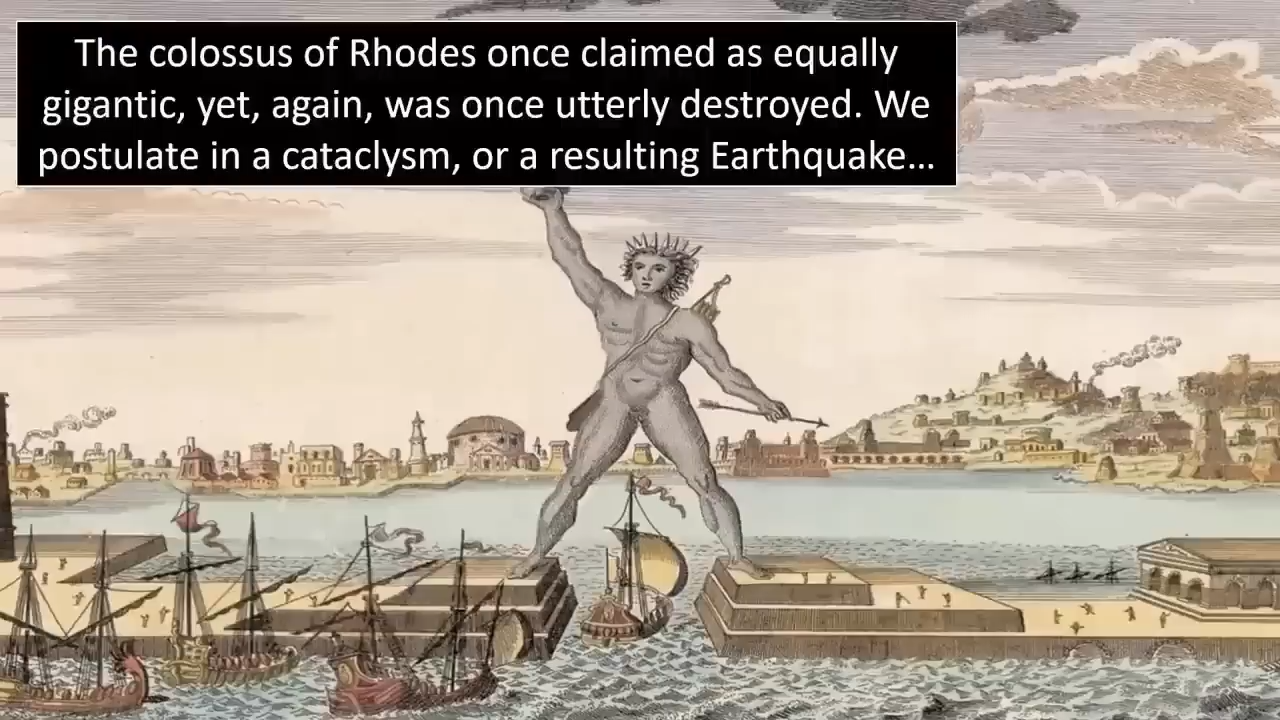 The colossus of Rhodes once claimed as equally
gigantic, yet, again, was once utterly destroyed. We
postulate in a cataclysm, or a resulting Earthquake...